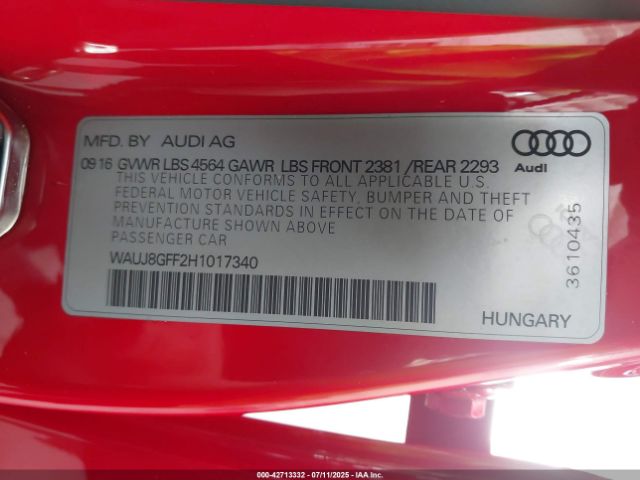 MFD. BY AUDI AG
09 16 GVWR LBS 4564 GAWR LBS FRONT 2381 /REAR 2293
THIS VEHICLE CONFORMS TO ALL APPLICABLE U.S.
FEDERAL MOTOR VEHICLE SAFETY, BUMPER AND THEFT
PREVENTION STANDARDS IN EFFECT ON THE DATE OF
MANUFACTURE SHOWN ABOVE
PASSENGER CAR
WAUJ8GFF2H1017340
Audi
3610435
HUNGARY
000-42713332 - 07/11/2025 - IAA Inc.